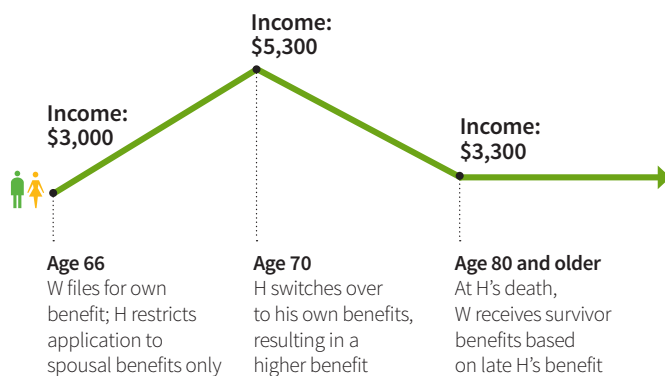 Income:
$5,300
Income:
$3,000
Income:
$3,300
Age 66
W files for own
benefit; H restricts
application to
spousal benefits only
Age 70
H switches over
to his own benefits,
resulting in a
higher benefit
Age 80 and older
At H’s death,
W receives survivor
benefits based
on late H’s benefit